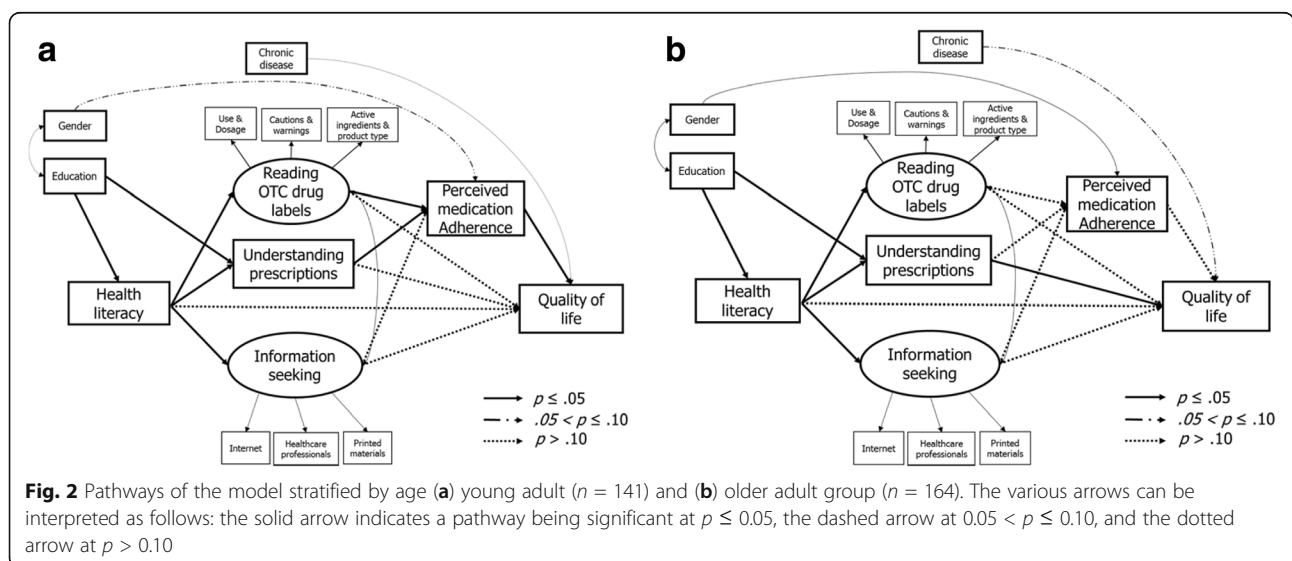 a
Chronic
disease
Gender
Education
Use &
Dosage
Cautions &
warnings
Active
ingredients &
product type
Reading
OTC drug
labels
Perceived
medication
Adherence
Understanding
prescriptions
Health
literacy
Quality of
life
Information
seeking
Internet
Healthcare
professionals
Printed
materials
p ≤ .05
.05 < p ≤ .10
p > .10
b
Chronic
disease
Gender
Education
Use &
Dosage
Cautions &
warnings
Active
ingredients &
product type
Reading
OTC drug
labels
Perceived
medication
Adherence
Understanding
prescriptions
Health
literacy
Quality of
life
Information
seeking
Internet
Healthcare
professionals
Printed
materials
p ≤ .05
.05 < p ≤ .10
p > .10
Fig. 2 Pathways of the model stratified by age (a) young adult (n = 141) and (b) older adult group (n = 164). The various arrows can be
interpreted as follows: the solid arrow indicates a pathway being significant at p ≤ 0.05, the dashed arrow at 0.05 < p ≤ 0.10, and the dotted
arrow at p > 0.10